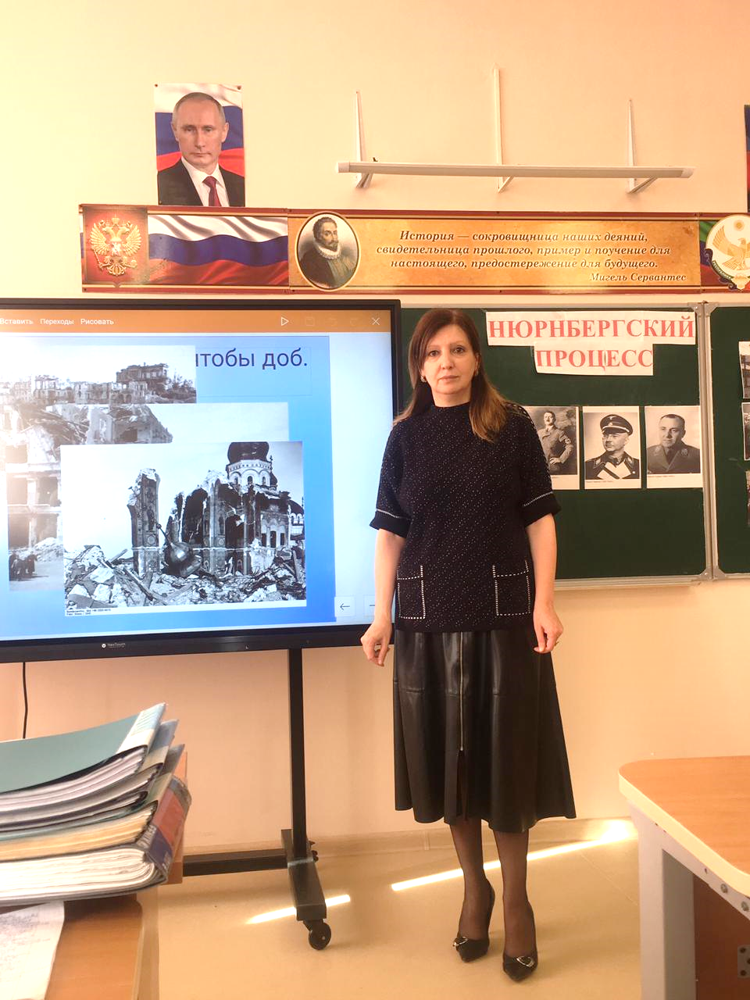 История — сокровищница наших деяний,
свидетельница прошлого, пример и поучение для
настоящего, предостережение для будущего.
Мигель Сервантес
Вставить Переходы Рисовать
чтобы доб.
НЮРНБЕРГСКИЙ
ПРОЦЕСС
NexTouch